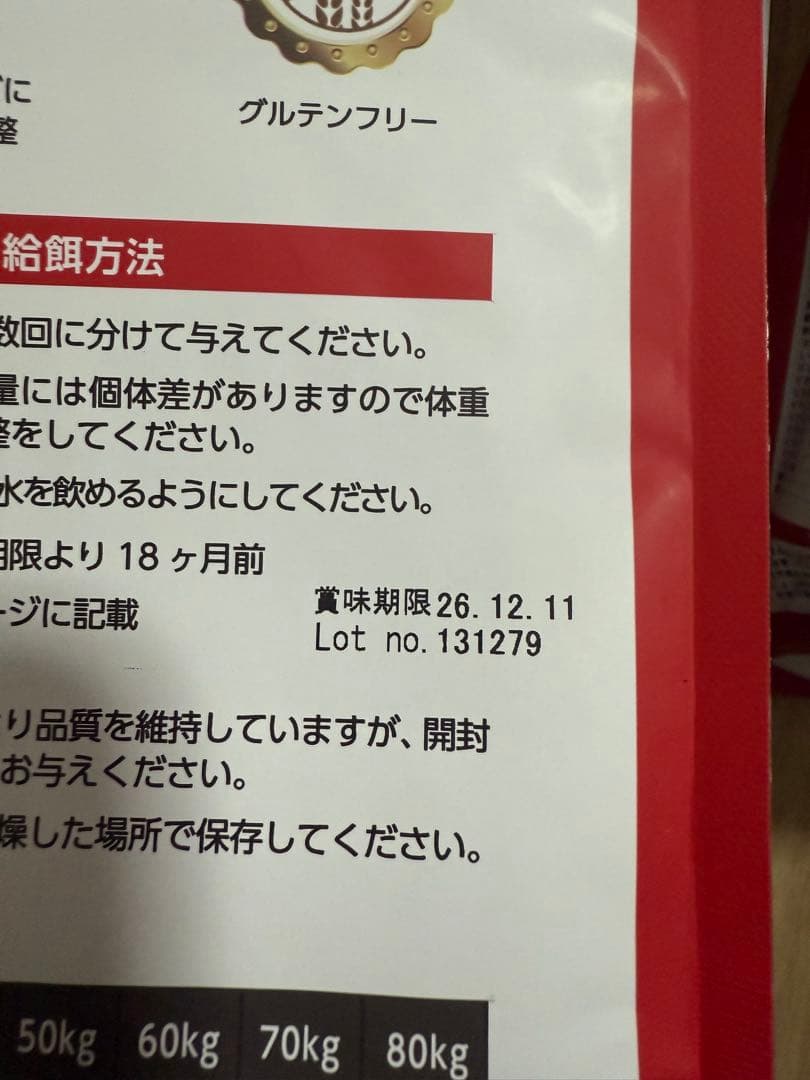 グルテンフリー
に
整
給餌方法
数回に分けて与えてください。
量には個体差がありますので体重
整をしてください。
水を飲めるようにしてください。
期限より 18 ヶ月前
ージに記載
賞味期限26.12.11
Lot no.131279
り品質を維持していますが、開封
お与えください。
燥した場所で保存してください。
50kg 60kg 70kg 80kg